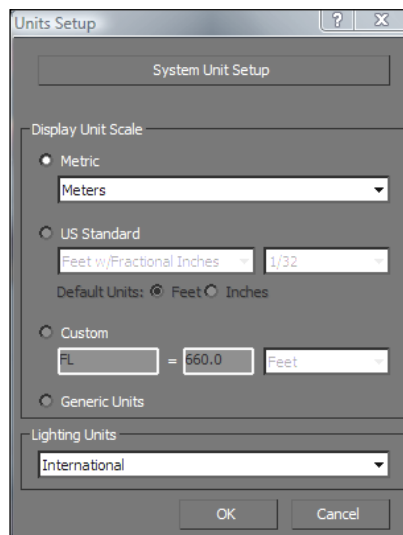 Units Setup
System Unit Setup
Display Unit Scale
Metric
Meters
US Standard
Feet w/Fractional Inches 1/32
Default Units: Feet Inches
Custom
FL = 660.0 Feet
Generic Units
Lighting Units
International
OK Cancel